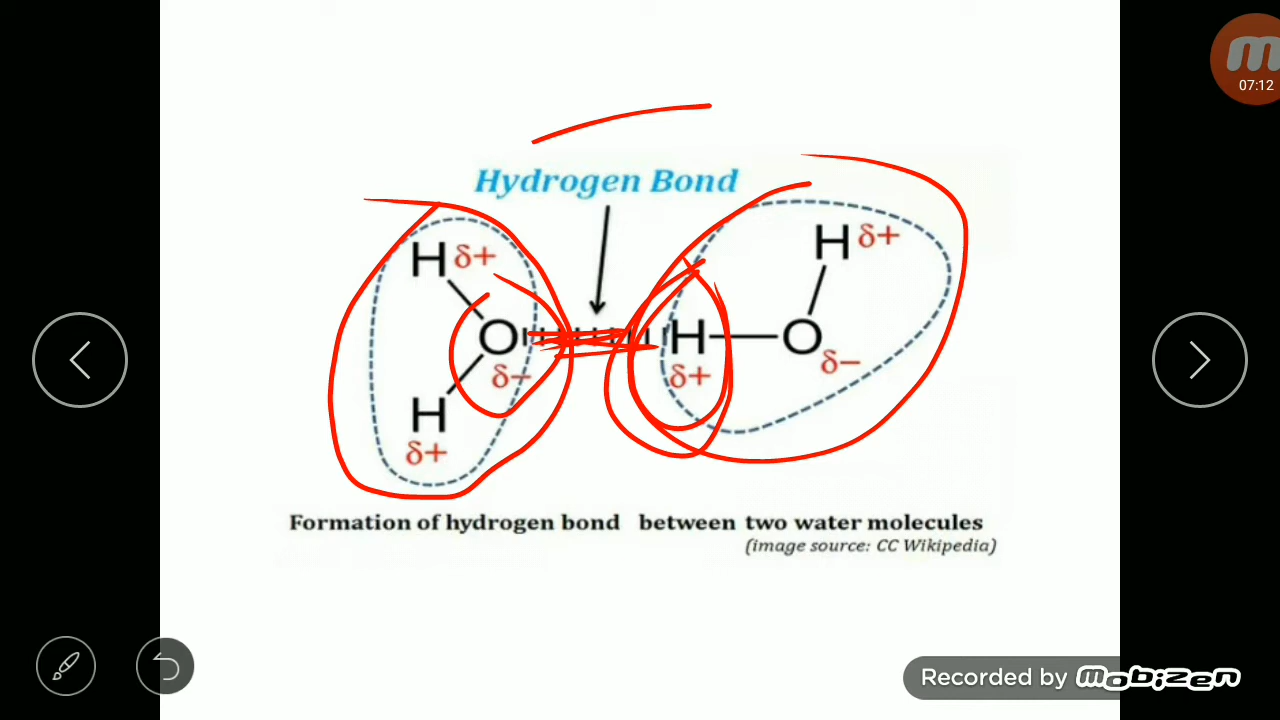 07:12
Hydrogen Bond
H δ+
H δ+
O H O
δ- δ+ δ-
H
δ+
Formation of hydrogen bond between two water molecules
(image source: CC Wikipedia)
Recorded by mobizen